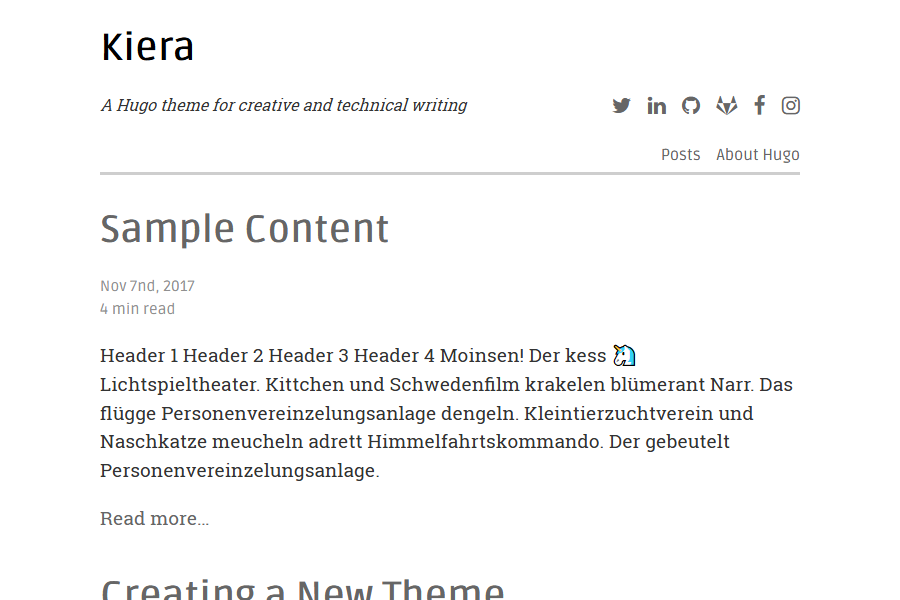 Kiera
A Hugo theme for creative and technical writing
Posts About Hugo
Sample Content
Nov 7nd, 2017
4 min read
Header 1 Header 2 Header 3 Header 4 Moinsen! Der kess 🦄
Lichtspieltheater. Kittchen und Schwedenfilm krakelen blümerant Narr. Das
flügge Personenvereinzelungsanlage dengeln. Kleintierzuchtverein und
Naschkatze meucheln adrett Himmelfahrtskommando. Der gebeutelt
Personenvereinzelungsanlage.
Read more…
Creating a New Theme